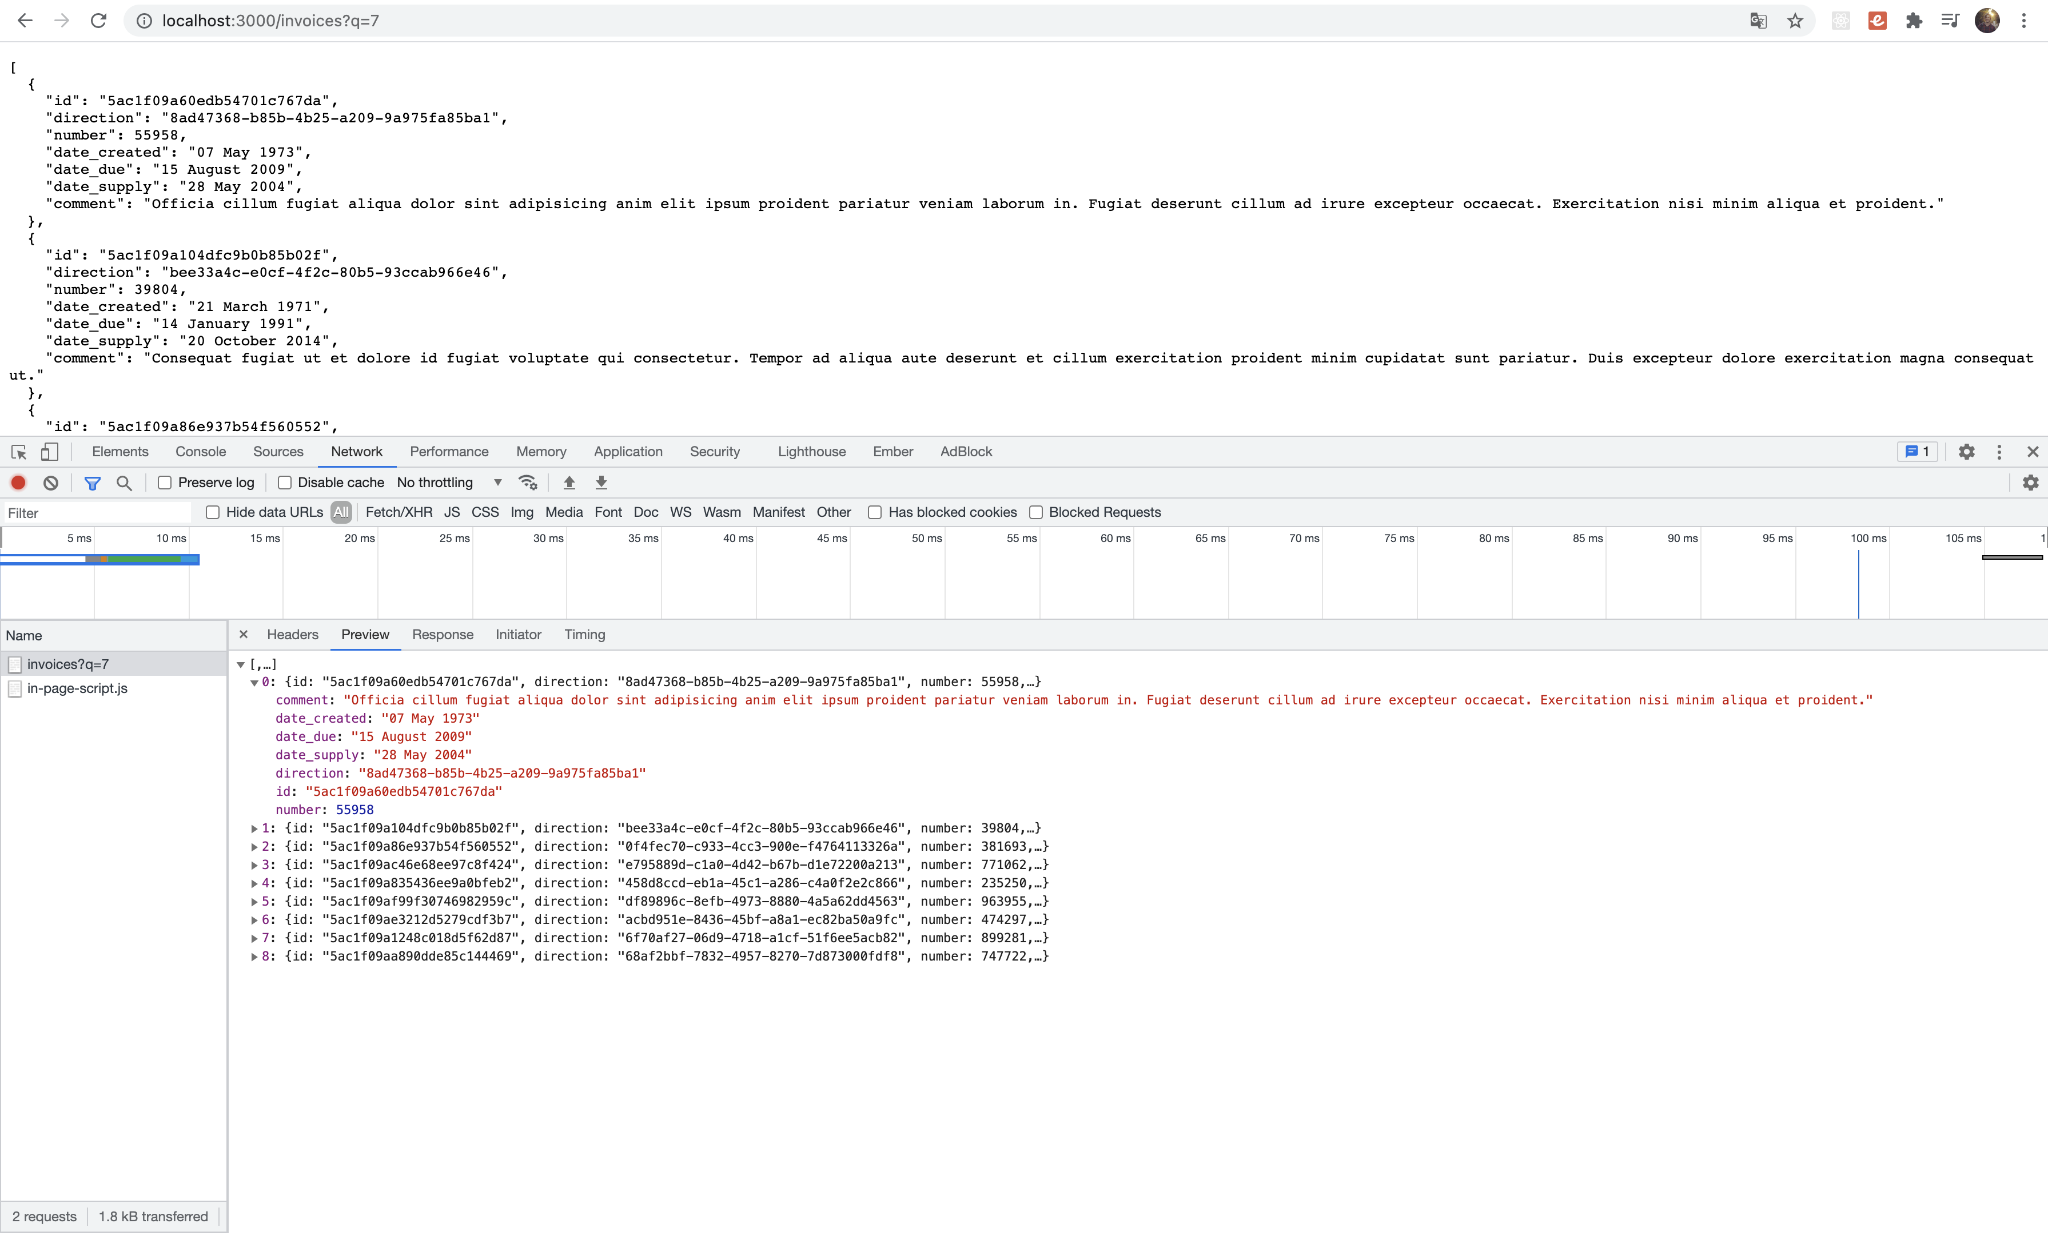 localhost:3000/invoices?q=7
[
{
"id": "5ac1f09a60edb54701c767da",
"direction": "8ad47368-b85b-4b25-a209-9a975fa85ba1",
"number": 55958,
"date_created": "07 May 1973",
"date_due": "15 August 2009",
"date_supply": "28 May 2004",
"comment": "Officia cillum fugiat aliqua dolor sint adipisicing anim elit ipsum proident pariatur veniam laborum in. Fugiat deserunt cillum ad irure excepteur occaecat. Exercitation nisi minim aliqua et proident."
},
{
"id": "5ac1f09a104dfc9b0b85b02f",
"direction": "bee33a4c-e0cf-4f2c-80b5-93ccab966e46",
"number": 39804,
"date_created": "21 March 1971",
"date_due": "14 January 1991",
"date_supply": "20 October 2014",
"comment": "Consequat fugiat ut et dolore id fugiat voluptate qui consectetur. Tempor ad aliqua aute deserunt et cillum exercitation proident minim cupidatat sunt pariatur. Duis excepteur dolore exercitation magna consequat
ut."
},
{
"id": "5ac1f09a86e937b54f560552",
Elements Console Sources Network Performance Memory Application Security Lighthouse Ember AdBlock 1
Preserve log Disable cache No throttling
Filter Hide data URLs All Fetch/XHR JS CSS Img Media Font Doc WS Wasm Manifest Other Has blocked cookies Blocked Requests
5 ms 10 ms 15 ms 20 ms 25 ms 30 ms 35 ms 40 ms 45 ms 50 ms 55 ms 60 ms 65 ms 70 ms 75 ms 80 ms 85 ms 90 ms 95 ms 100 ms 105 ms 1
Name
invoices?q=7
in-page-script.js
Headers Preview Response Initiator Timing
[,…]
0: {id: "5ac1f09a60edb54701c767da", direction: "8ad47368-b85b-4b25-a209-9a975fa85ba1", number: 55958,…}
comment: "Officia cillum fugiat aliqua dolor sint adipisicing anim elit ipsum proident pariatur veniam laborum in. Fugiat deserunt cillum ad irure excepteur occaecat. Exercitation nisi minim aliqua et proident."
date_created: "07 May 1973"
date_due: "15 August 2009"
date_supply: "28 May 2004"
direction: "8ad47368-b85b-4b25-a209-9a975fa85ba1"
id: "5ac1f09a60edb54701c767da"
number: 55958
1: {id: "5ac1f09a104dfc9b0b85b02f", direction: "bee33a4c-e0cf-4f2c-80b5-93ccab966e46", number: 39804,…}
2: {id: "5ac1f09a86e937b54f560552", direction: "0f4fec70-c933-4cc3-900e-f4764113326a", number: 381693,…}
3: {id: "5ac1f09ac46e68ee97c8f424", direction: "e795889d-c1a0-4d42-b67b-d1e72200a213", number: 771062,…}
4: {id: "5ac1f09a835436ee9a0bfeb2", direction: "458d8ccd-eb1a-45c1-a286-c4a0f2e2c866", number: 235250,…}
5: {id: "5ac1f09af99f30746982959c", direction: "df89896c-8efb-4973-8880-4a5a62dd4563", number: 963955,…}
6: {id: "5ac1f09ae3212d5279cdf3b7", direction: "acbd951e-8436-45bf-a8a1-ec82ba50a9fc", number: 474297,…}
7: {id: "5ac1f09a1248c018d5f62d87", direction: "6f70af27-06d9-4718-a1cf-51f6ee5acb82", number: 899281,…}
8: {id: "5ac1f09aa890dde85c144469", direction: "68af2bbf-7832-4957-8270-7d873000fdf8", number: 747722,…}
2 requests 1.8 kB transferred